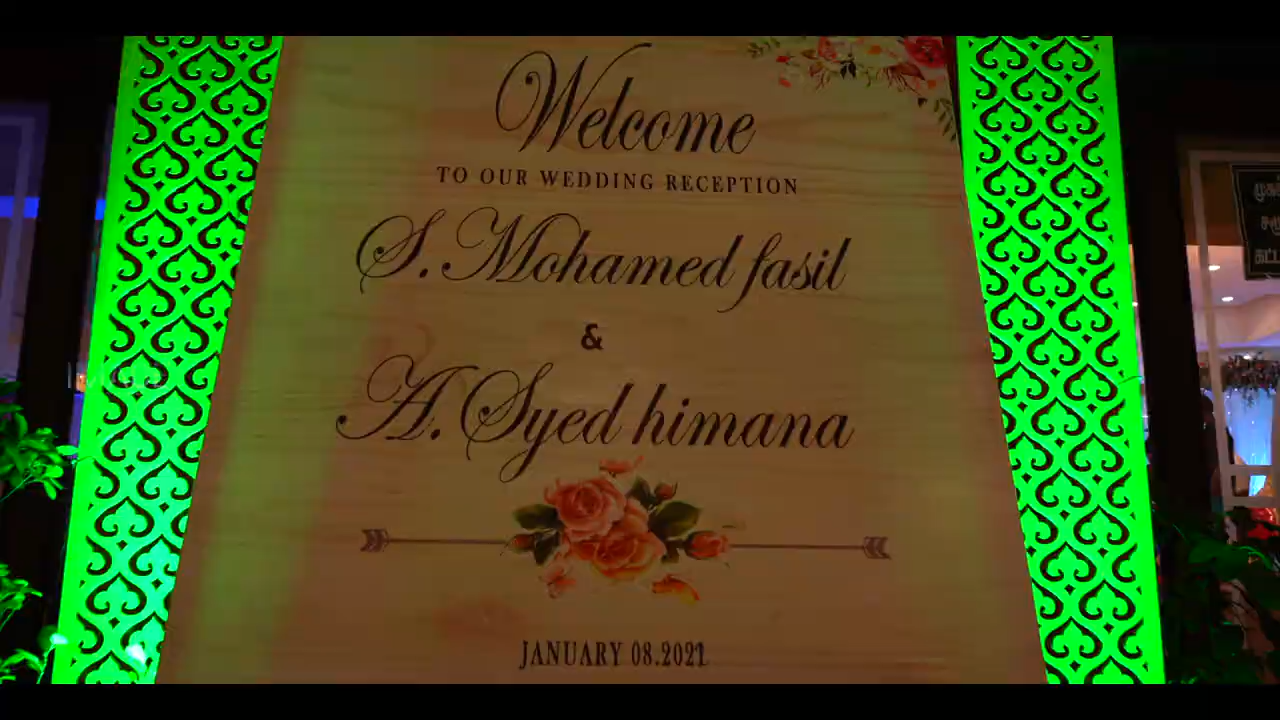 Welcome
TO OUR WEDDING RECEPTION
S. Mohamed fasil
&
A. Syed himana
JANUARY 08.2021